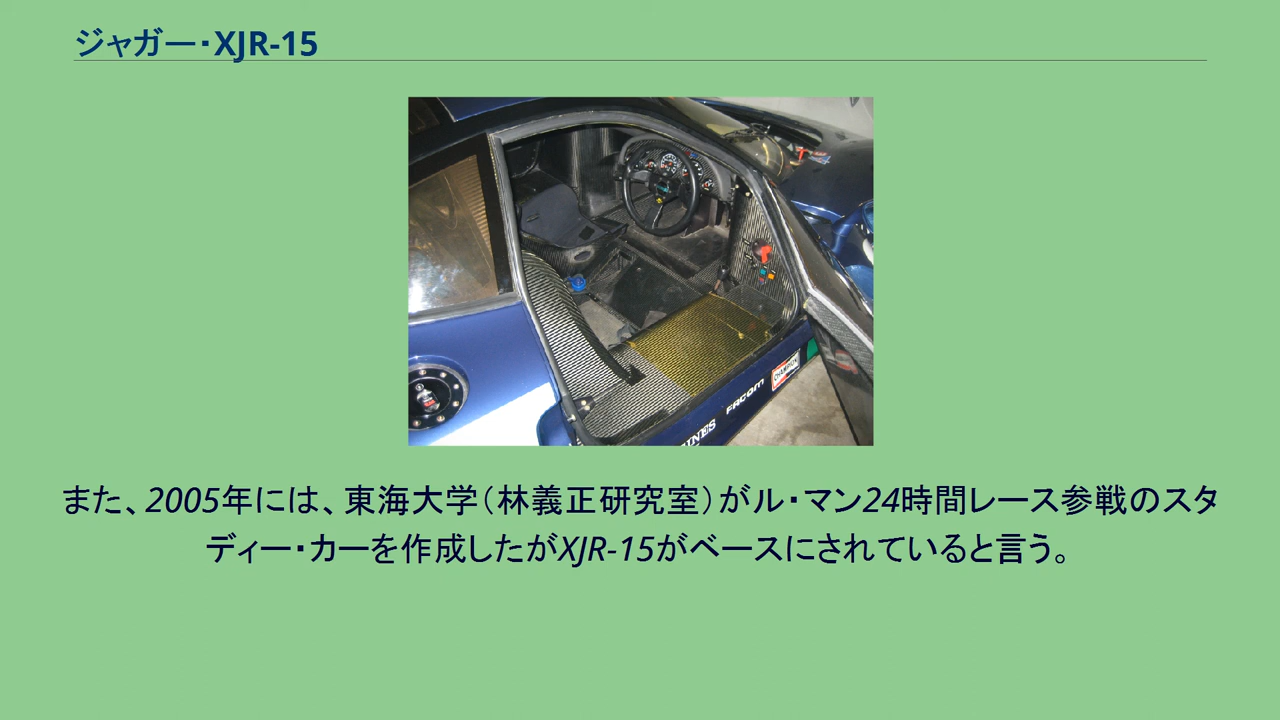 ジャガー・XJR-15
CHAMPION
FACOM
また、2005年には、東海大学（林義正研究室）がル・マン24時間レース参戦のスタ
ディー・カーを作成したがXJR-15がベースにされていると言う。